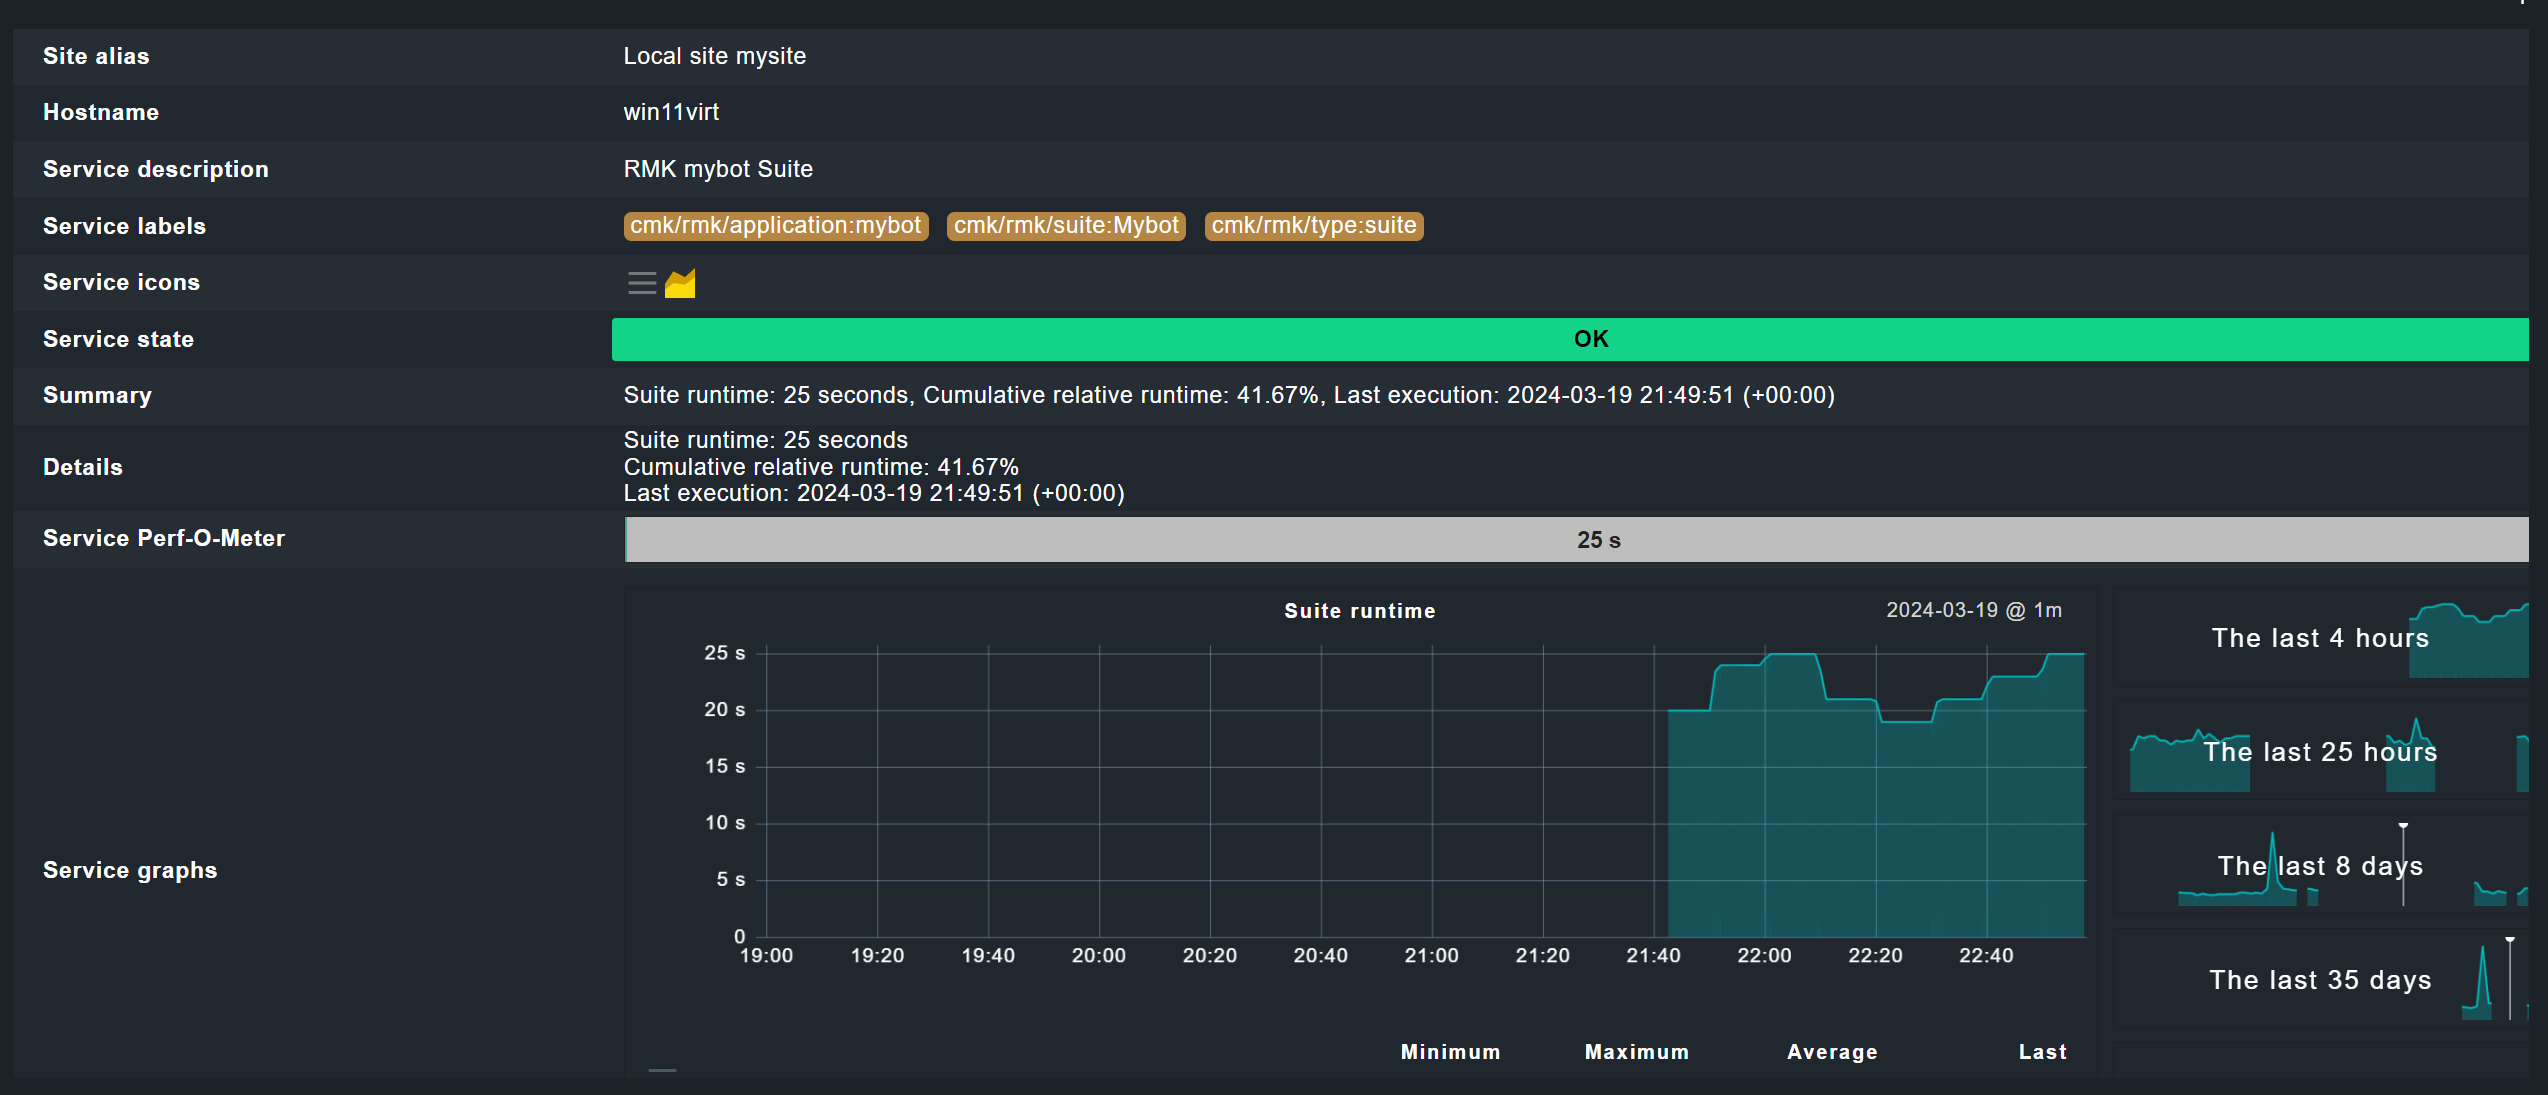 Site alias Local site mysite
Hostname win11virt
Service description RMK mybot Suite
Service labels cmk/rmk/application:mybot cmk/rmk/suite:Mybot cmk/rmk/type:suite
Service icons
Service state OK
Summary Suite runtime: 25 seconds, Cumulative relative runtime: 41.67%, Last execution: 2024-03-19 21:49:51 (+00:00)
Details
Suite runtime: 25 seconds
Cumulative relative runtime: 41.67%
Last execution: 2024-03-19 21:49:51 (+00:00)
Service Perf-O-Meter 25 s
Service graphs
Suite runtime 2024-03-19 @ 1m
25 s
20 s
15 s
10 s
5 s
0
19:00 19:20 19:40 20:00 20:20 20:40 21:00 21:20 21:40 22:00 22:20 22:40
Minimum Maximum Average Last
The last 4 hours
The last 25 hours
The last 8 days
The last 35 days